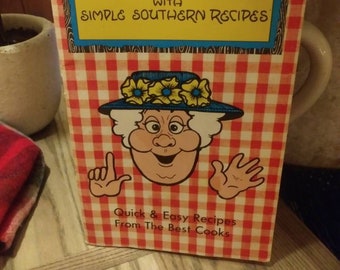 WITH
SIMPLE SOUTHERN RECIPES
Quick & Easy Recipes
From The Best Cooks